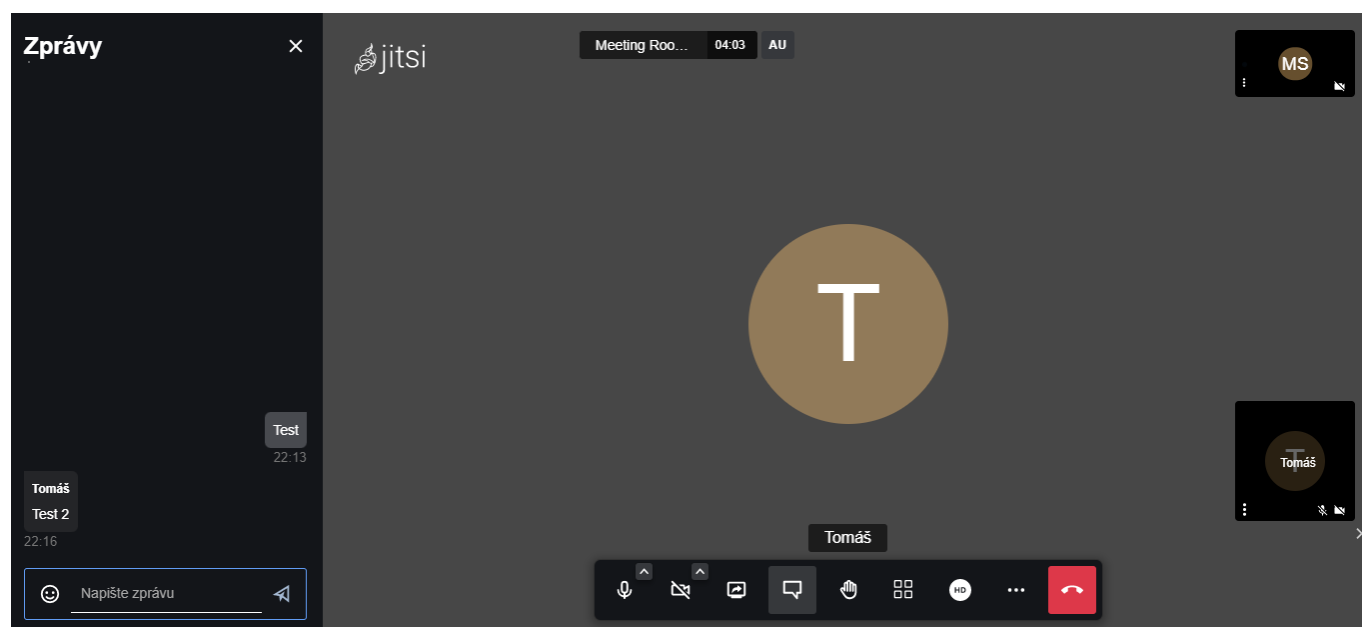 Zprávy
jitsi
Meeting Roo... 04:03 AU
MS
T
Test
22:13
Tomáš
Test 2
22:16
T
Tomáš
Tomáš
Napište zprávu
HD